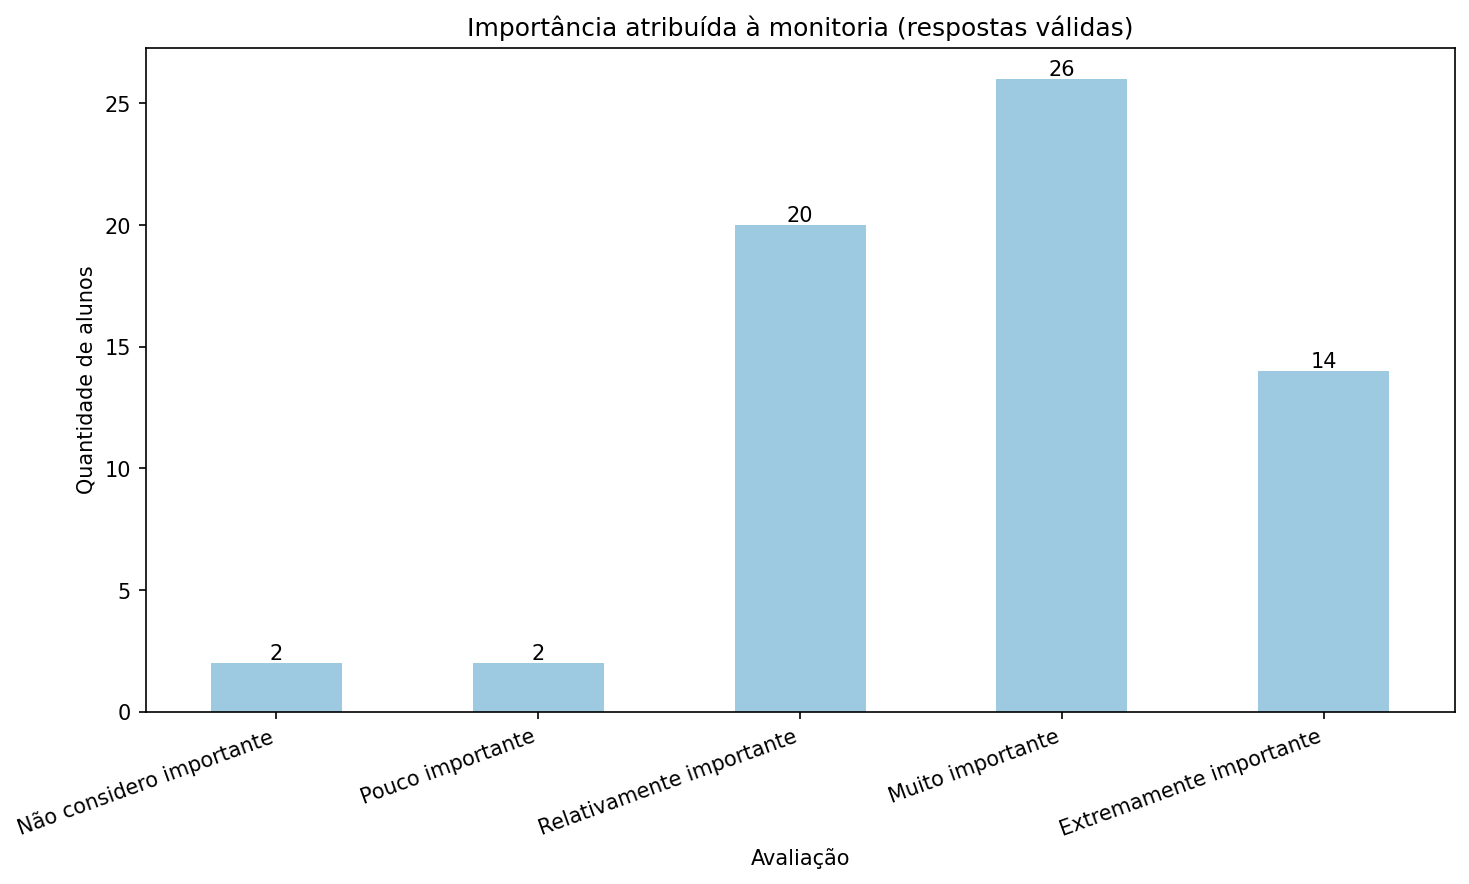 Importância atribuída à monitoria (respostas válidas)
Quantidade de alunos
25
20
15
10
5
0
2
2
20
26
14
Não considero importante
Pouco importante
Relativamente importante
Muito importante
Extremamente importante
Avaliação